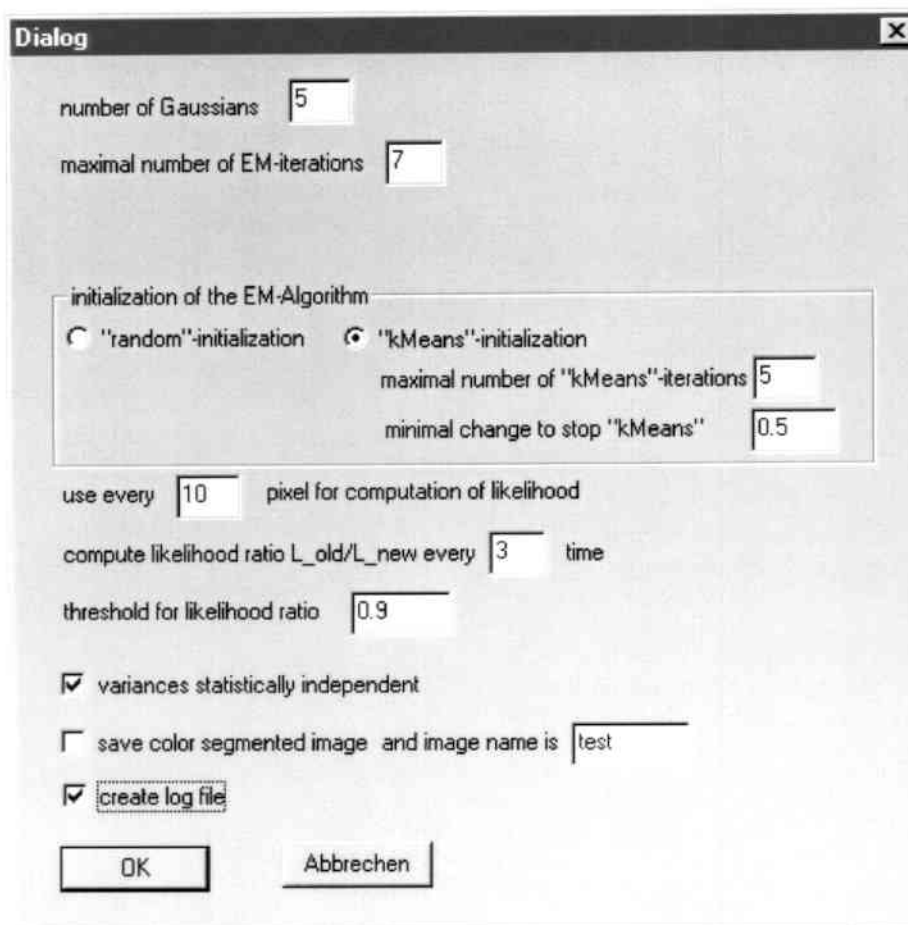 Dialog
number of Gaussians 5
maximal number of EM-iterations 7
initialization of the EM-Algorithm
"random"-initialization "kMeans"-initialization
maximal number of "kMeans"-iterations 5
minimal change to stop "kMeans" 0.5
use every 10 pixel for computation of likelihood
compute likelihood ratio L_old/L_new every 3 time
threshold for likelihood ratio 0.9
variances statistically independent
save color segmented image and image name is test
create log file
OK Abbrechen